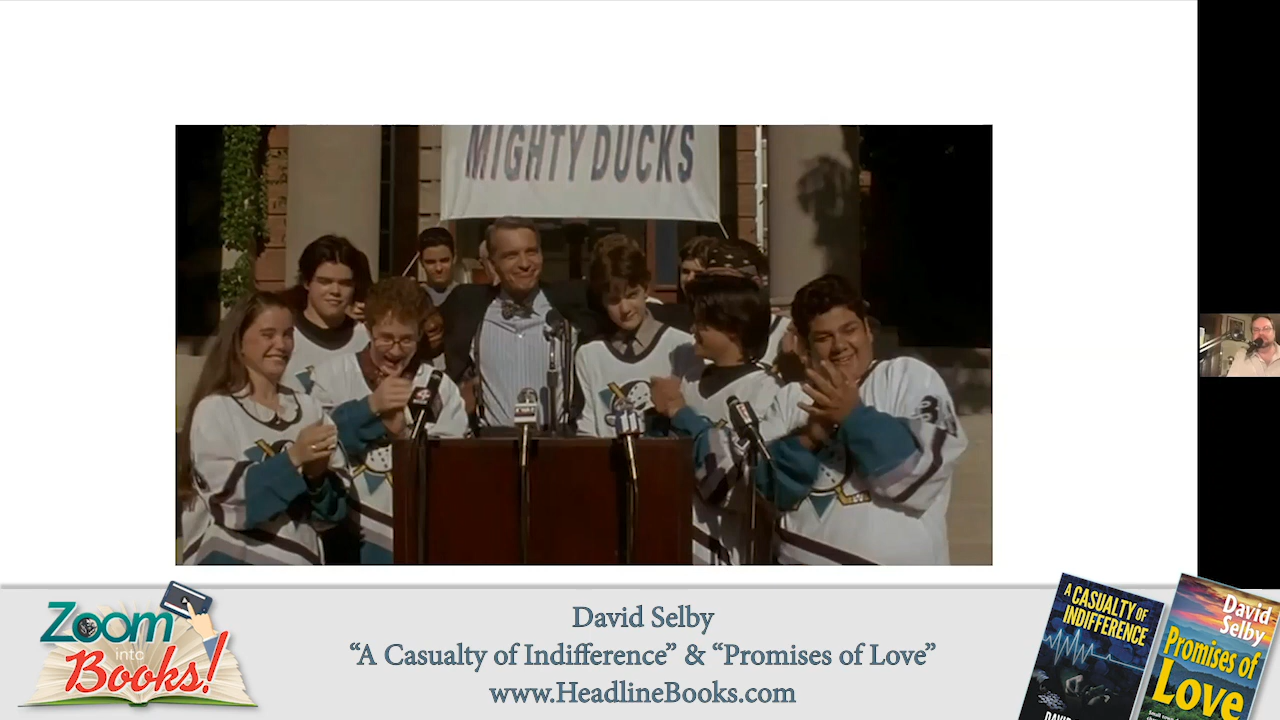 MIGHTY DUCKS
Zoom
into
Books!
David Selby
“A Casualty of Indifference” & “Promises of Love”
www.HeadlineBooks.com
A CASUALTY OF
INDIFFERENCE
DAVID
David
Selby
Promises of
Love